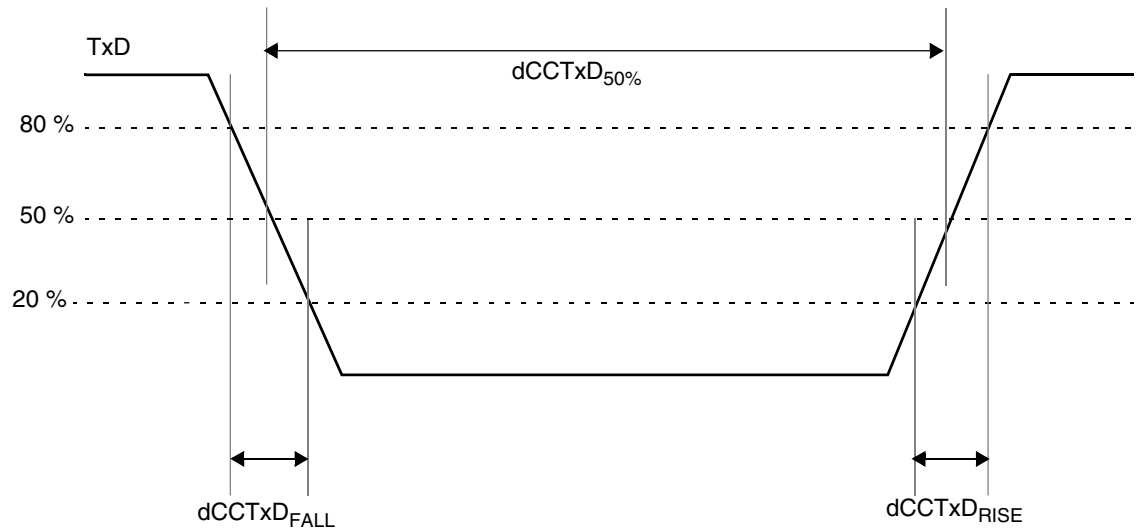 TxD
dCCTxD50%
80 %
50 %
20 %
dCCTxDFALL
dCCTxDRISE